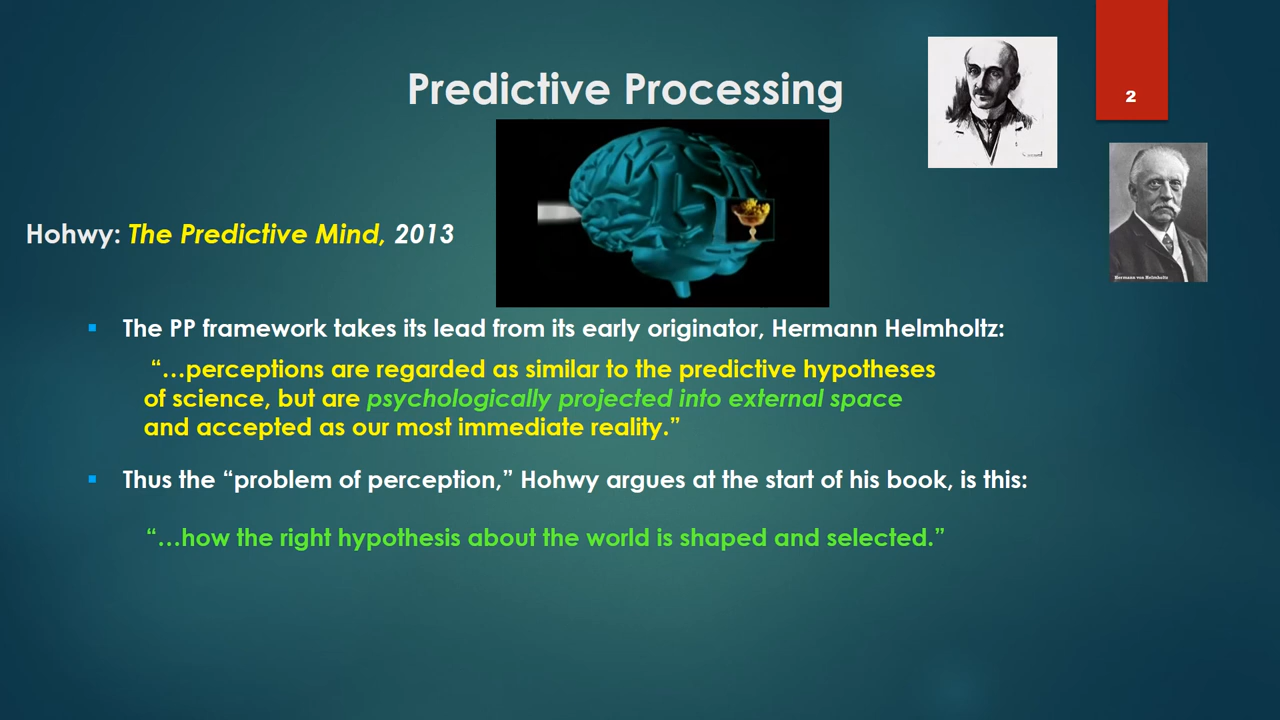 Predictive Processing
2
Hermann von Helmholtz
Hohwy: The Predictive Mind, 2013
▪ The PP framework takes its lead from its early originator, Hermann Helmholtz:
“…perceptions are regarded as similar to the predictive hypotheses
of science, but are psychologically projected into external space
and accepted as our most immediate reality.”
▪ Thus the “problem of perception,” Hohwy argues at the start of his book, is this:
“…how the right hypothesis about the world is shaped and selected.”